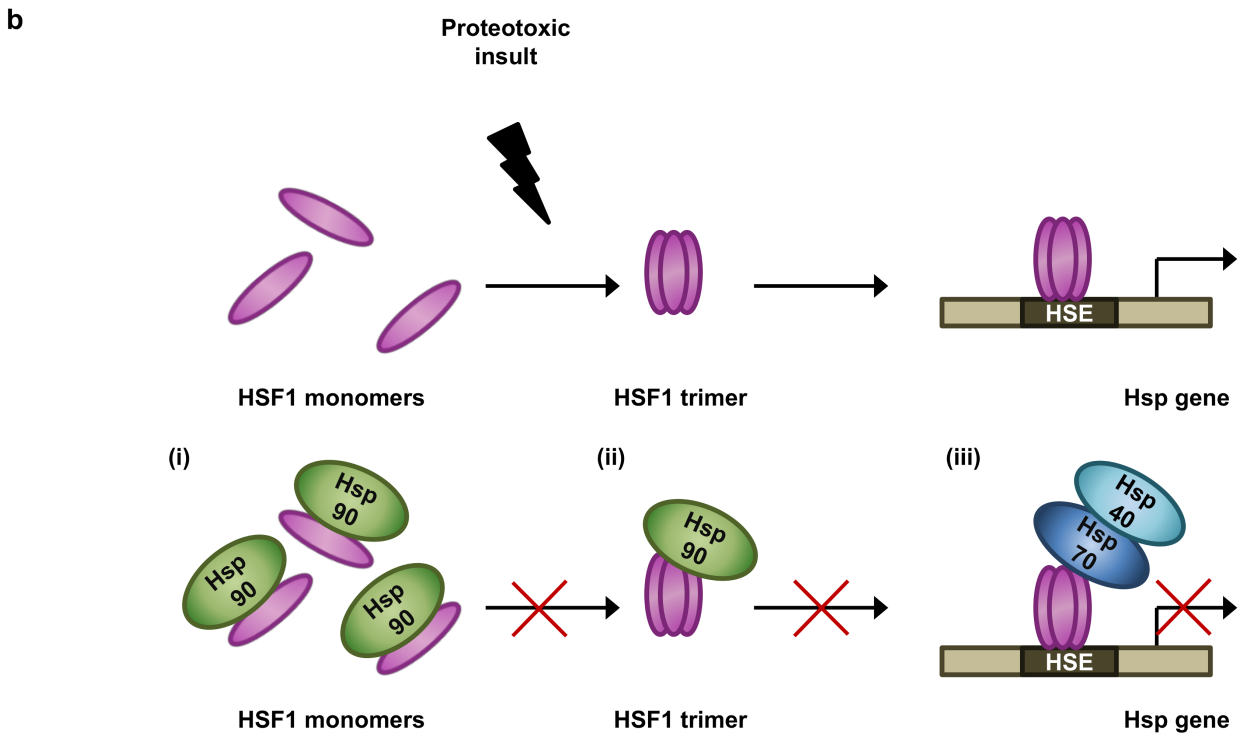 b
Proteotoxic
insult
HSE
HSF1 monomers
HSF1 trimer
Hsp gene
(i)
(ii)
(iii)
Hsp
90
Hsp
90
Hsp
90
Hsp
90
Hsp
40
Hsp
70
HSE
HSF1 monomers
HSF1 trimer
Hsp gene